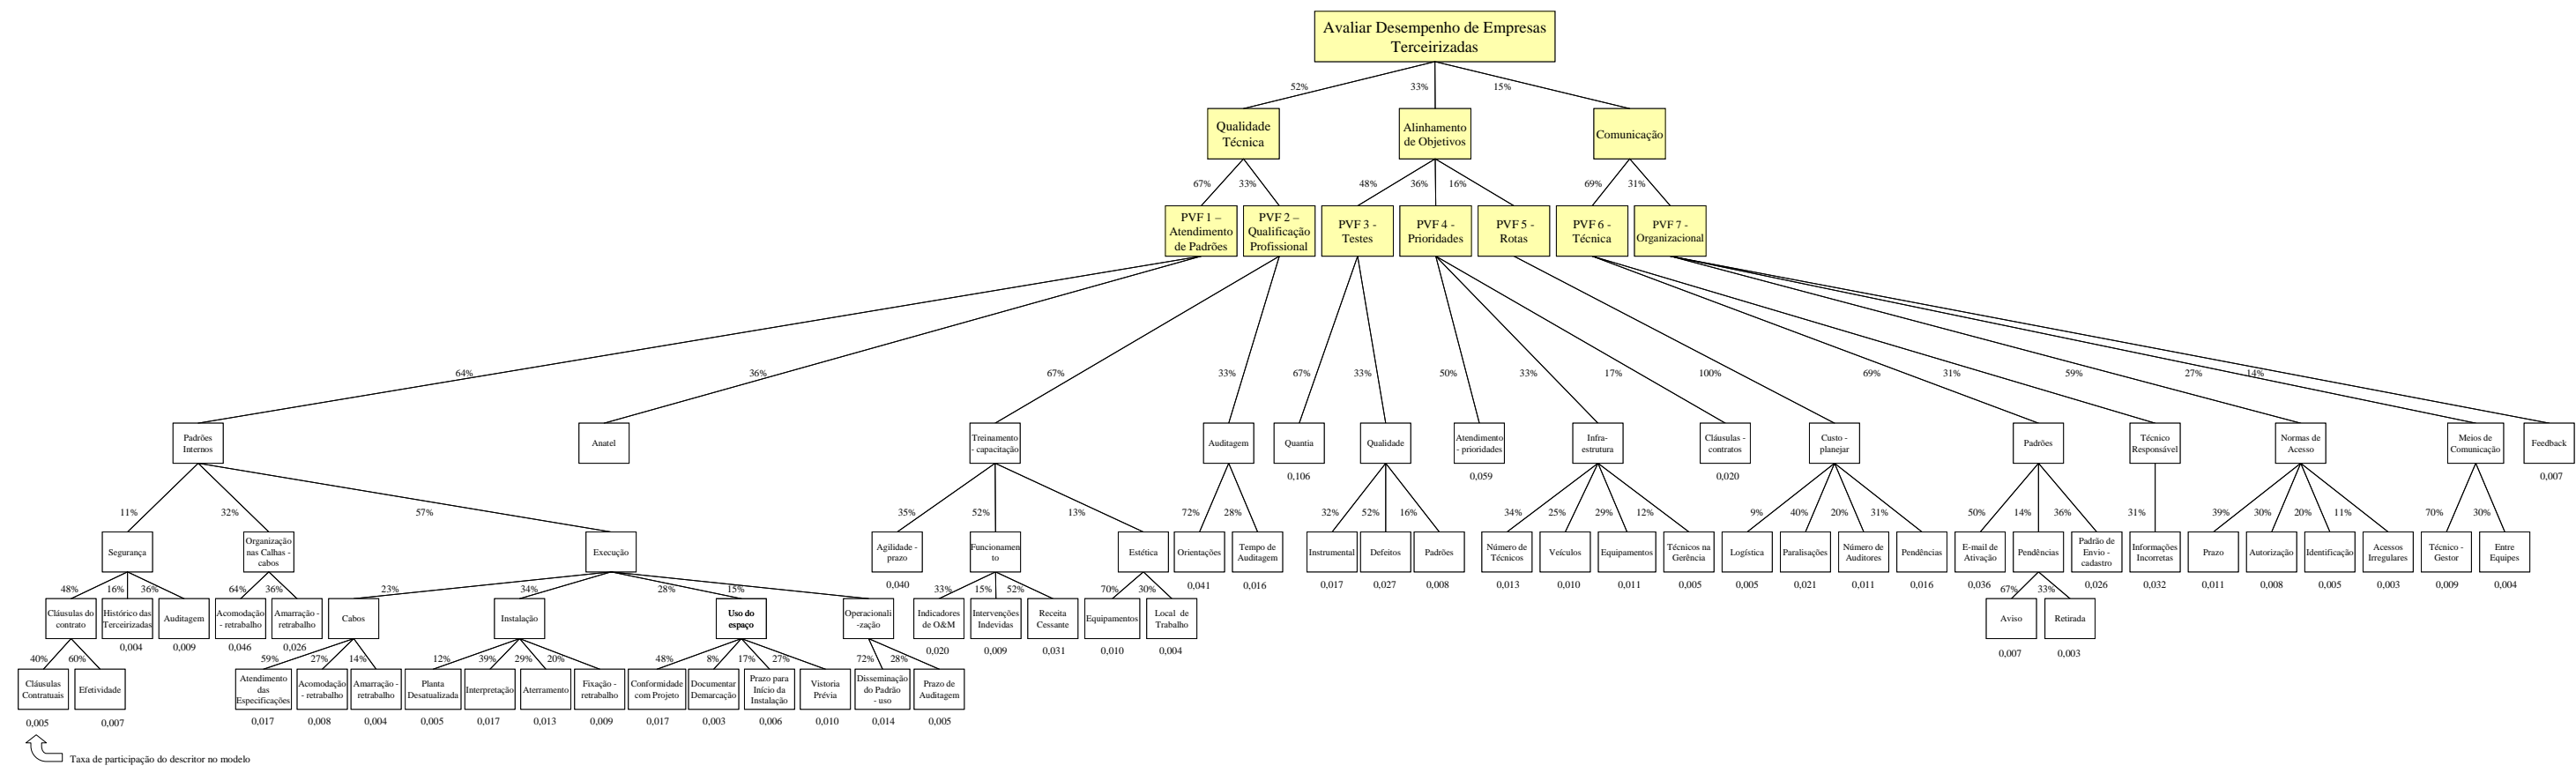 Avaliar Desempenho de Empresas
Terceirizadas
52%
33%
15%
Qualidade
Técnica
Alinhamento
de Objetivos
Comunicação
67%
33%
48%
36%
16%
69%
31%
PVF 1 –
Atendimento
de Padrões
PVF 2 –
Qualificação
Profissional
PVF 3 -
Testes
PVF 4 -
Prioridades
PVF 5 -
Rotas
PVF 6 -
Técnica
PVF 7 -
Organizacional
64%
36%
67%
33%
67%
33%
50%
33%
17%
100%
69%
31%
59%
27%
14%
Padrões
Internos
Anatel
Treinamento
- capacitação
Auditagem
Quantia
0,106
Qualidade
Atendimento
- prioridades
0,059
Infra-
estrutura
Cláusulas -
contratos
0,020
Custo -
planejar
Padrões
Técnico
Responsável
Normas de
Acesso
Meios de
Comunicação
Feedback
0,007
11%
32%
57%
35%
52%
13%
72%
28%
32%
52%
16%
34%
25%
29%
12%
9%
40%
20%
31%
50%
14%
36%
31%
39%
30%
20%
11%
70%
30%
Segurança
Organização
nas Calhas -
cabos
Execução
Agilidade -
prazo
0,040
Funcionamen
to
Estética
Orientações
0,041
Tempo de
Auditagem
0,016
Instrumental
0,017
Defeitos
0,027
Padrões
0,008
Número de
Técnicos
0,013
Veículos
0,010
Equipamentos
0,011
Técnicos na
Gerência
0,005
Logística
0,005
Paralisações
0,021
Número de
Auditores
0,011
Pendências
0,016
E-mail de
Ativação
0,036
Pendências
Padrão de
Envio -
cadastro
0,026
Informações
Incorretas
0,032
Prazo
0,011
Autorização
0,008
Identificação
0,005
Acessos
Irregulares
0,003
Técnico -
Gestor
0,009
Entre
Equipes
0,004
48%
16%
36%
64%
36%
23%
34%
28%
15%
33%
15%
52%
70%
30%
67%
33%
Cláusulas do
contrato
Histórico das
Terceirizadas
0,004
Auditagem
0,009
Acomodação
- retrabalho
0,046
Amarração -
retrabalho
0,026
Cabos
Instalação
Uso do
espaço
Operacionali
-zação
Indicadores
de O&M
0,020
Intervenções
Indevidas
0,009
Receita
Cessante
0,031
Equipamentos
0,010
Local de
Trabalho
0,004
Aviso
0,007
Retirada
0,003
40%
60%
59%
27%
14%
12%
39%
29%
20%
48%
8%
17%
27%
72%
28%
Cláusulas
Contratuais
0,005
Efetividade
0,007
Atendimento
das
Especificações
0,017
Acomodação
- retrabalho
0,008
Amarração -
retrabalho
0,004
Planta
Desatualizada
0,005
Interpretação
0,017
Aterramento
0,013
Fixação -
retrabalho
0,009
Conformidade
com Projeto
0,017
Documentar
Demarcação
0,003
Prazo para
Início da
Instalação
0,006
Vistoria
Prévia
0,010
Disseminação
do Padrão
- uso
0,014
Prazo de
Auditagem
0,005
Taxa de participação do descritor no modelo